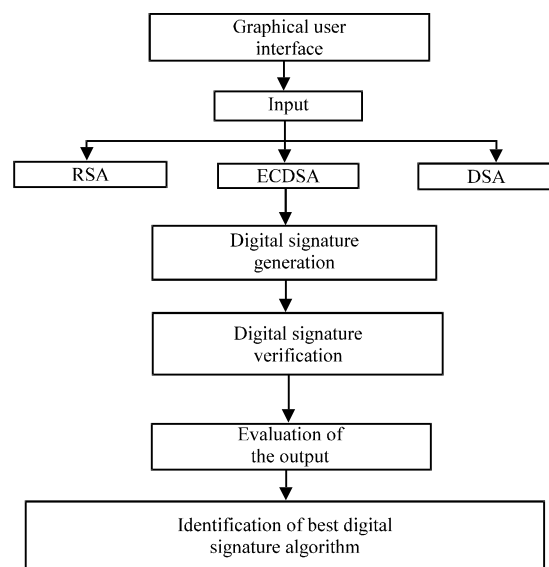 Graphical user
interface
Input
RSA
ECDSA
DSA
Digital signature
generation
Digital signature
verification
Evaluation of
the output
Identification of best digital
signature algorithm